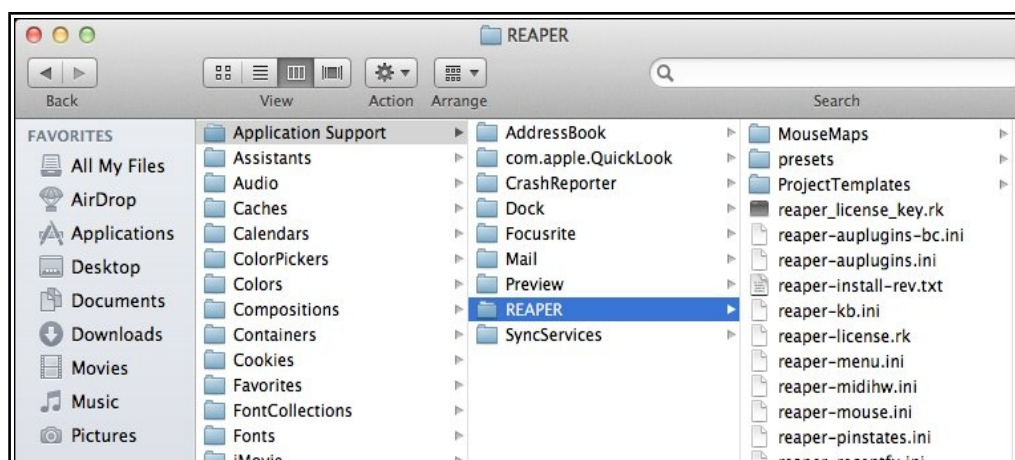 REAPER
Back
View
Action
Arrange
Search
FAVORITES
All My Files
AirDrop
Applications
Desktop
Documents
Downloads
Movies
Music
Pictures
Application Support
Assistants
Audio
Caches
Calendars
ColorPickers
Colors
Compositions
Containers
Cookies
Favorites
FontCollections
Fonts
iMovie
AddressBook
com.apple.QuickLook
CrashReporter
Dock
Focusrite
Mail
Preview
REAPER
SyncServices
MouseMaps
presets
ProjectTemplates
reaper_license_key.rk
reaper-auplugins-bc.ini
reaper-auplugins.ini
reaper-install-rev.txt
reaper-kb.ini
reaper-license.rk
reaper-menu.ini
reaper-midihw.ini
reaper-mouse.ini
reaper-pinstates.ini
reaper-recentfx.ini